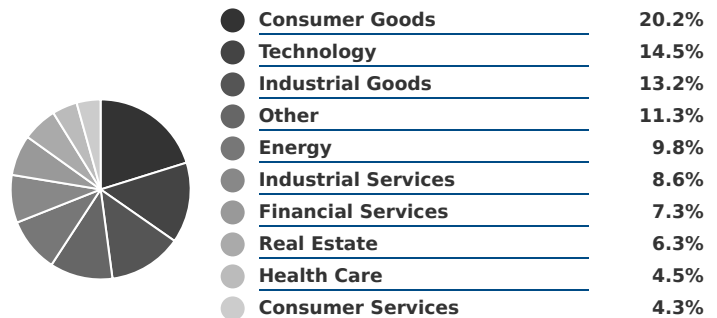 Consumer Goods 20.2%
Technology 14.5%
Industrial Goods 13.2%
Other 11.3%
Energy 9.8%
Industrial Services 8.6%
Financial Services 7.3%
Real Estate 6.3%
Health Care 4.5%
Consumer Services 4.3%